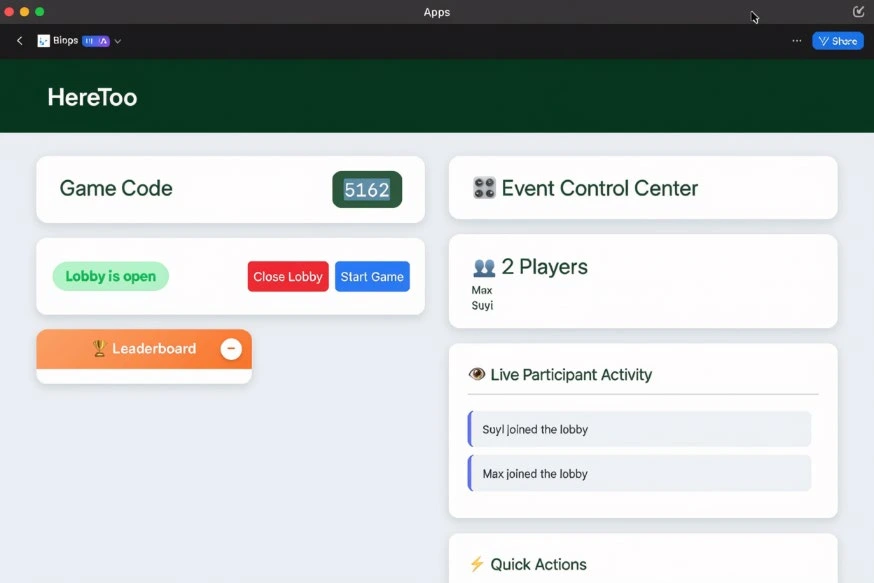 Apps
Biops
Share
HereToo
Game Code
5162
Lobby is open
Close Lobby
Start Game
🏆 Leaderboard
🎛️ Event Control Center
👥 2 Players
Max
Suyi
👁️ Live Participant Activity
Suyi joined the lobby
Max joined the lobby
⚡ Quick Actions